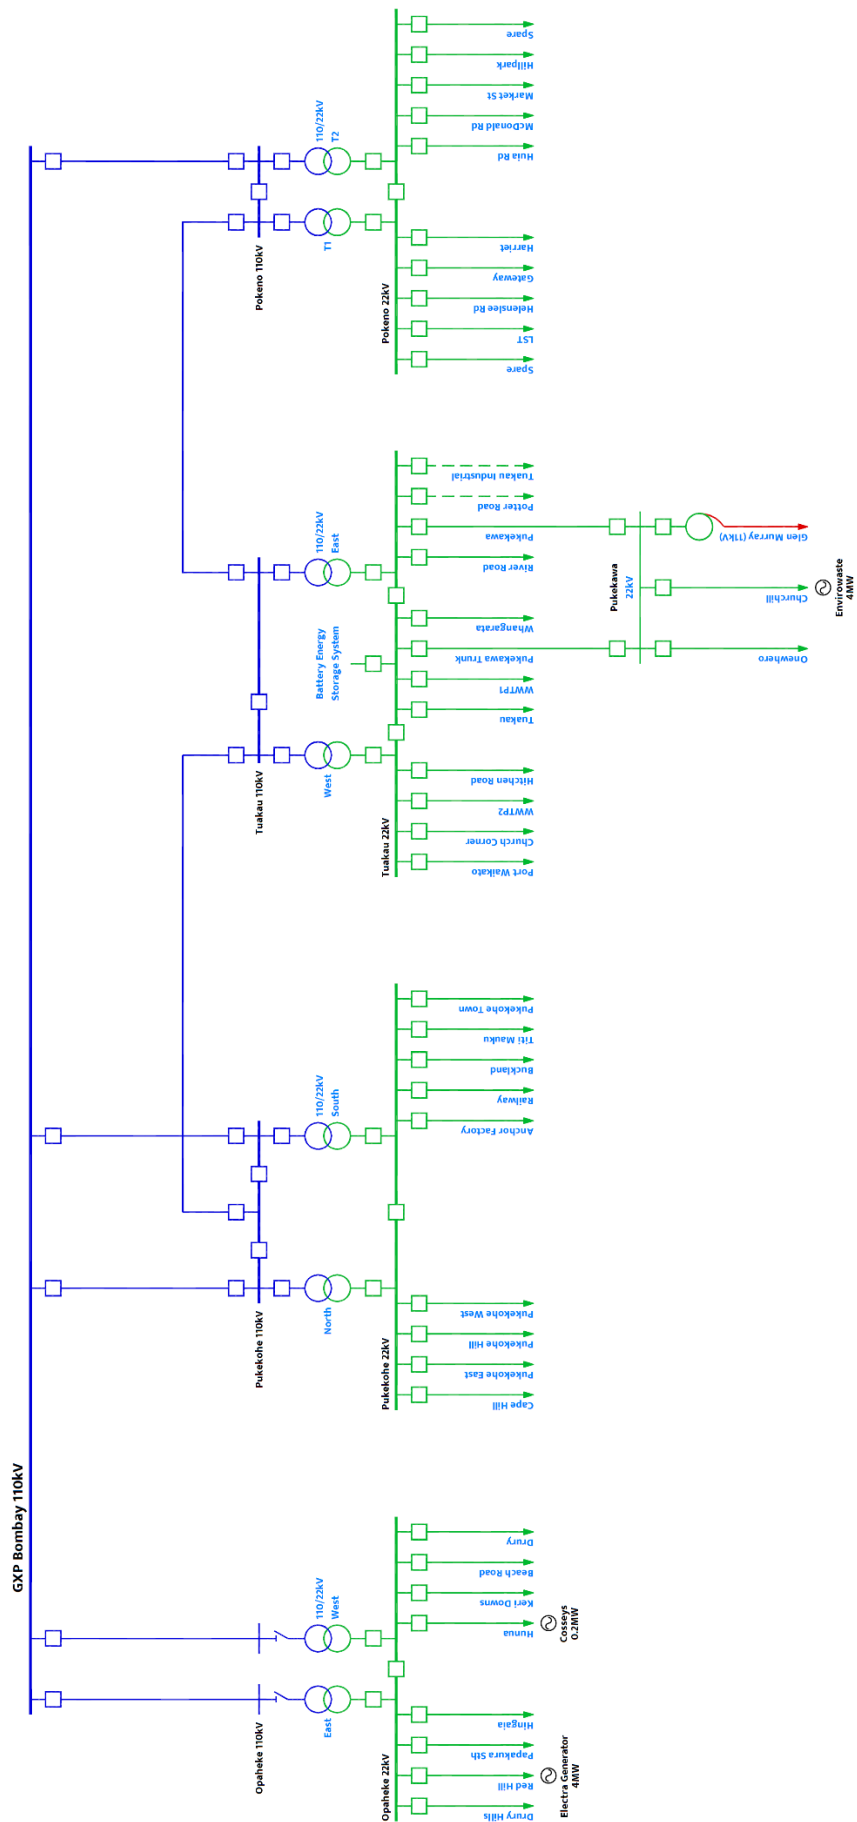 GXP Bombay 110kV
Opaheke 110kV
East
110/22kV
West
Opaheke 22kV
Drury Hills
Red Hill
Papakura Sth
Hingaia
Hunua
Keri Downs
Beach Road
Drury
Electra Generator
4MW
Cosseys
0.2MW
Pukekohe 110kV
North
110/22kV
South
Pukekohe 22kV
Cape Hill
Pukekohe East
Pukekohe Hill
Pukekohe West
Anchor Factory
Railway
Buckland
Titi Mauku
Pukekohe Town
Tuakau 110kV
West
Battery Energy
Storage System
110/22kV
East
Tuakau 22kV
Port Waikato
Church Corner
WWTP2
Hitchen Road
Tuakau
WWTP1
Pukekawa Trunk
Whangarata
River Road
Pukekawa
Potter Road
Tuakau Industrial
Pukekawa
22kV
Onewhero
Churchill
Glen Murray (11kV)
Envirowaste
4MW
Pokeno 110kV
T1
110/22kV
T2
Pokeno 22kV
Spare
LST
Helenslee Rd
Gateway
Harriet
Huia Rd
McDonald Rd
Market St
Hillpark
Spare